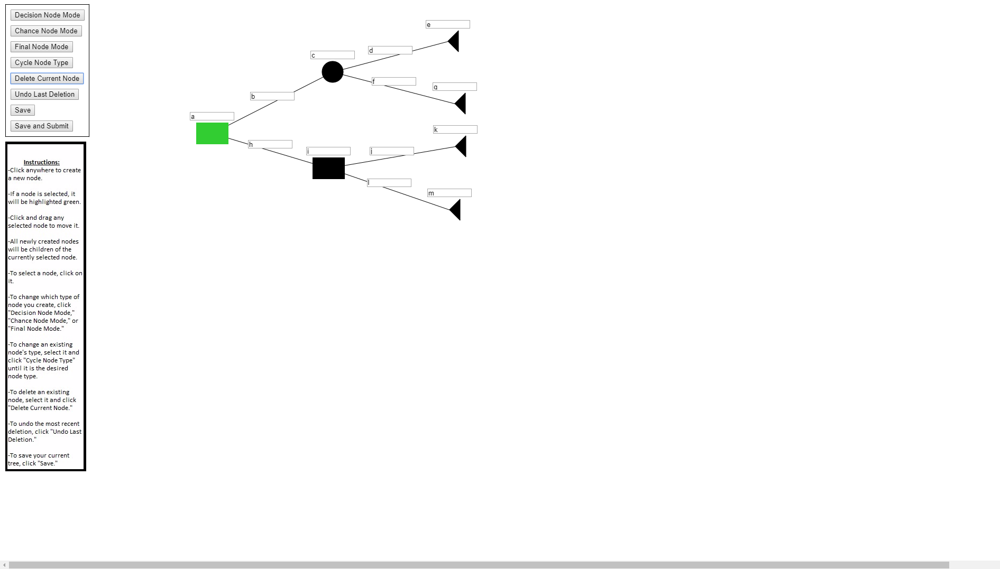 Decision Node Mode
Chance Node Mode
Final Node Mode
Cycle Node Type
Delete Current Node
Undo Last Deletion
Save
Save and Submit
Instructions:
-Click anywhere to create
a new node.
-If a node is selected, it
will be highlighted green.
-Click and drag any
selected node to move it.
-All newly created nodes
will be children of the
currently selected node.
-To select a node, click on
it.
-To change which type of
node you create, click
"Decision Node Mode,"
"Chance Node Mode," or
"Final Node Mode."
-To change an existing
node's type, select it and
click "Cycle Node Type"
until it is the desired
node type.
-To delete an existing
node, select it and click
"Delete Current Node."
-To undo the most recent
deletion, click "Undo Last
Deletion."
-To save your current
tree, click "Save."
a
b
c
d
e
f
g
h
i
j
k
l
m